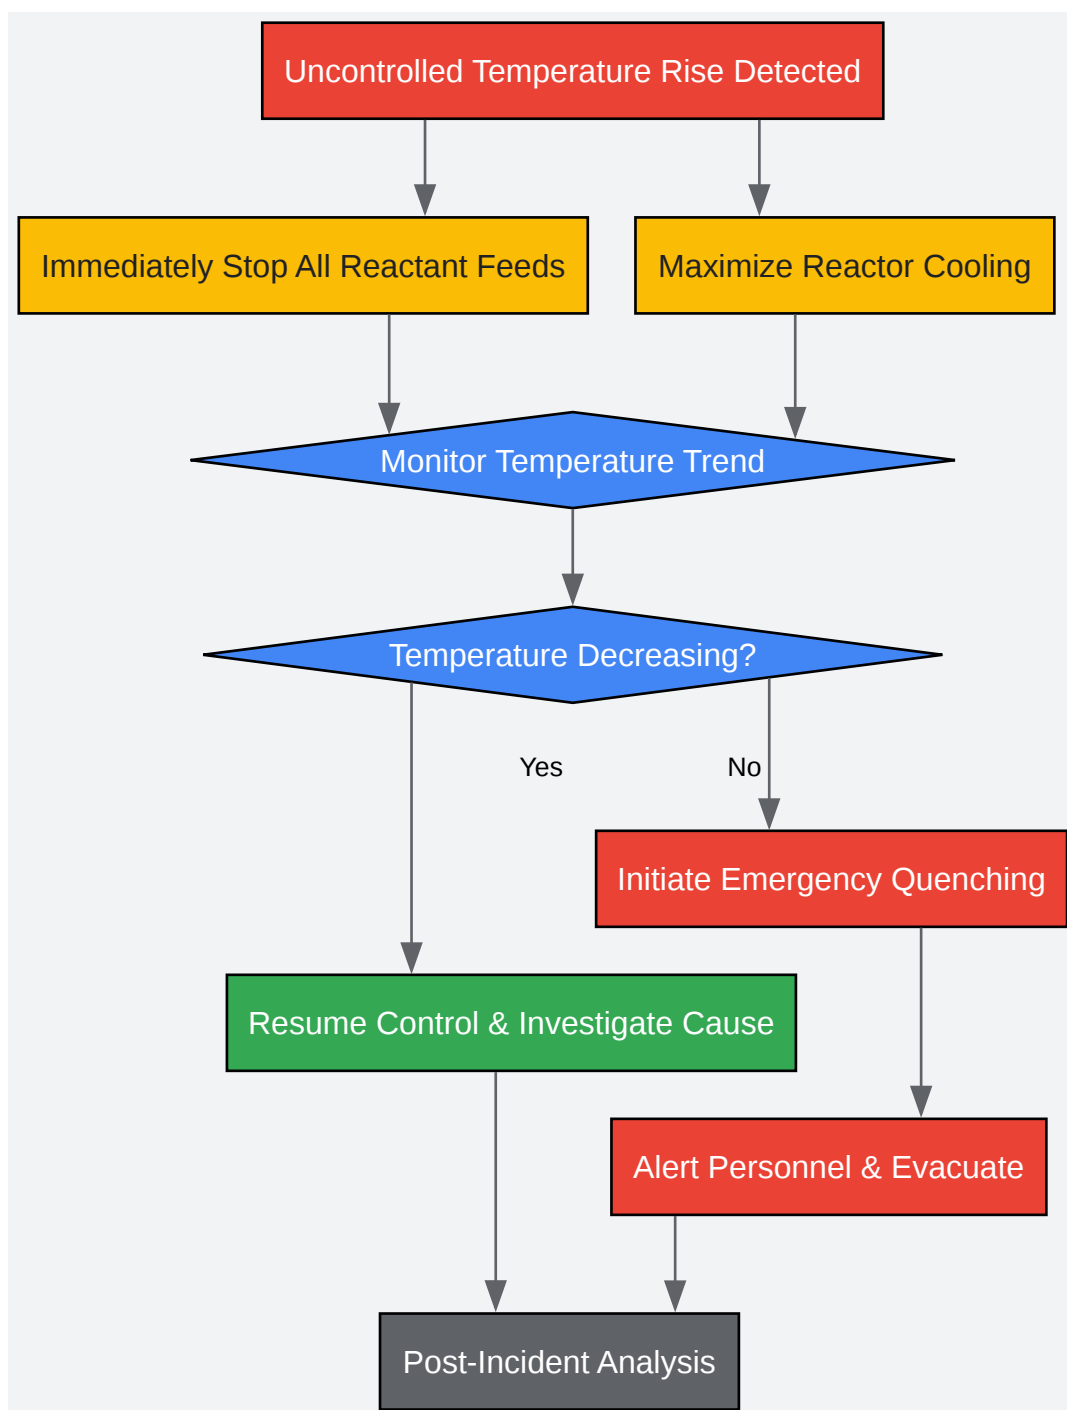 Uncontrolled Temperature Rise Detected
Immediately Stop All Reactant Feeds
Maximize Reactor Cooling
Monitor Temperature Trend
Temperature Decreasing?
Yes
No
Initiate Emergency Quenching
Resume Control & Investigate Cause
Alert Personnel & Evacuate
Post-Incident Analysis